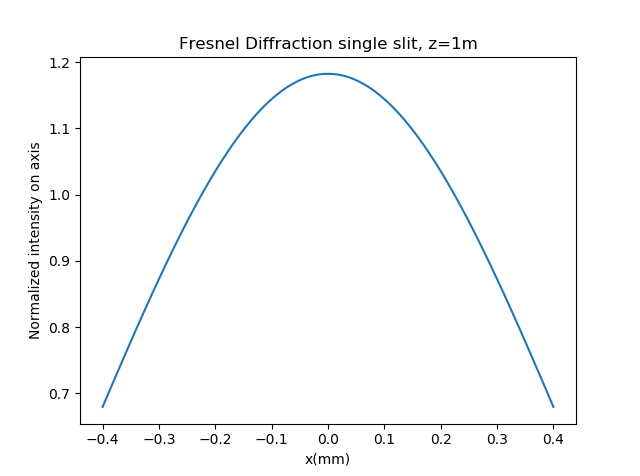 Fresnel Diffraction single slit, z=1m
1.2
1.1
1.0
0.9
0.8
0.7
Normalized intensity on axis
−0.4 −0.3 −0.2 −0.1 0.0 0.1 0.2 0.3 0.4
x(mm)